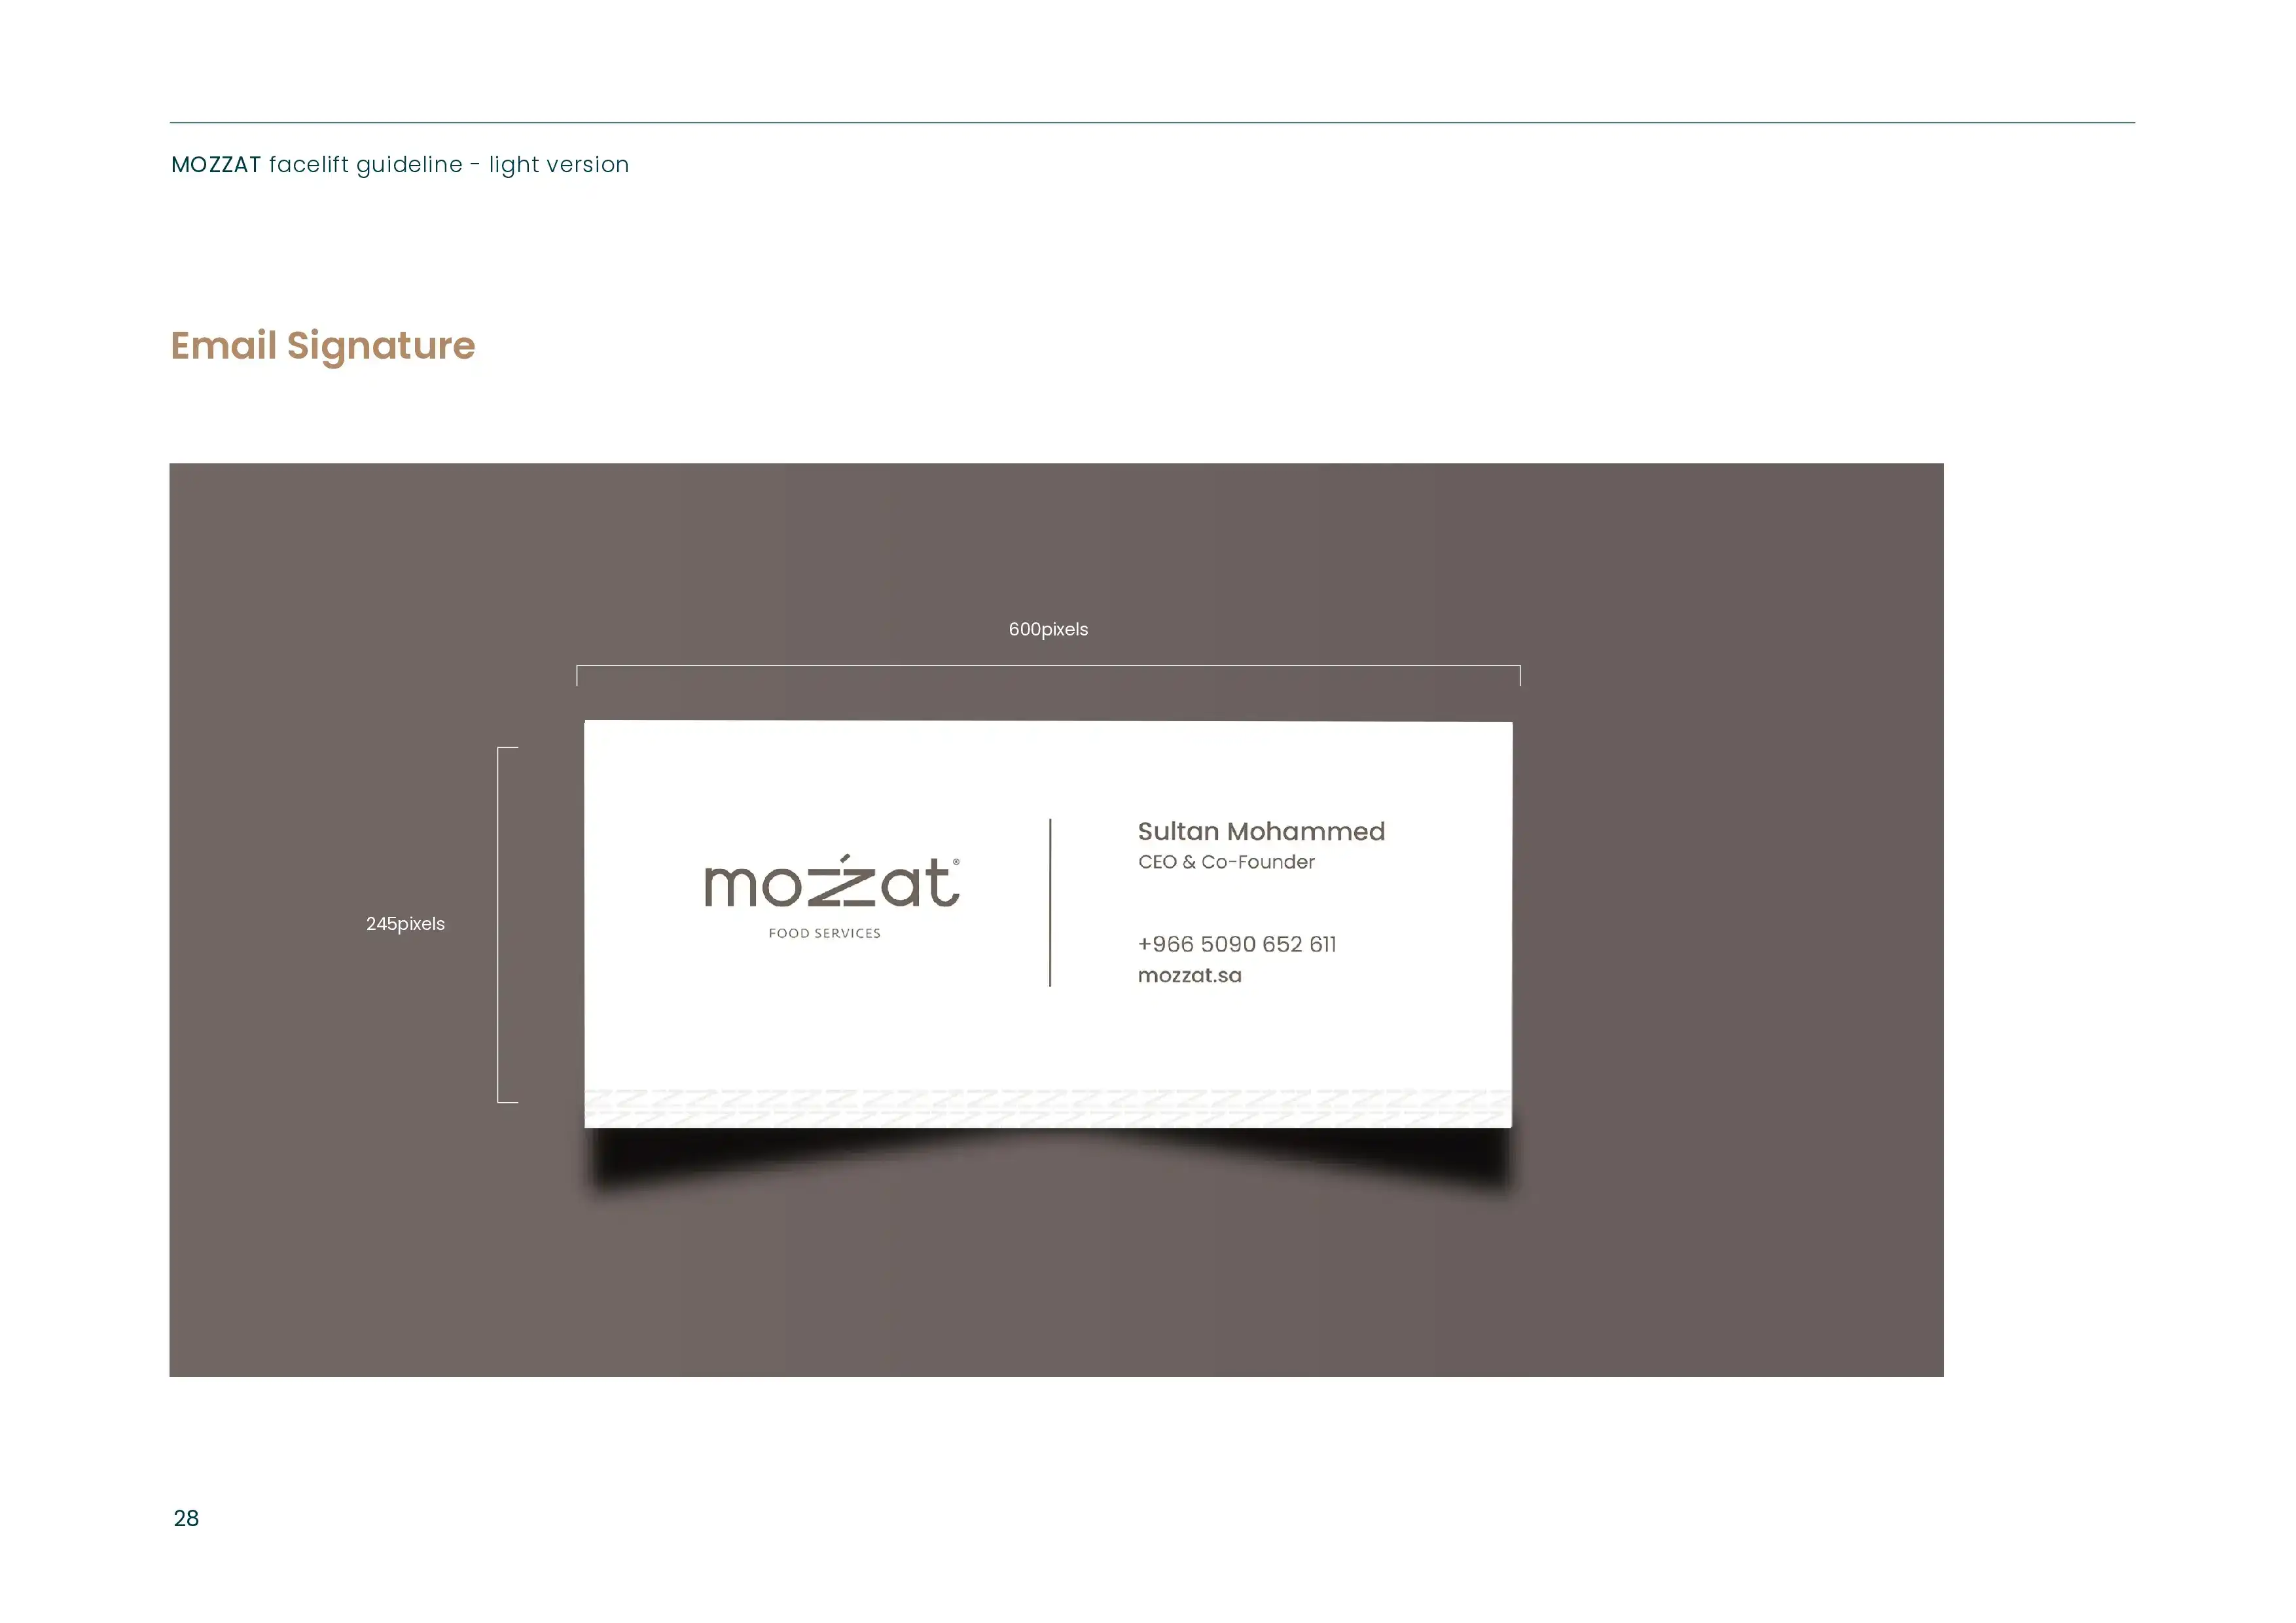 MOZZAT facelift guideline - light version
Email Signature
600pixels
245pixels
mozzat®
FOOD SERVICES
Sultan Mohammed
CEO & Co-Founder
+966 5090 652 611
mozzat.sa
28